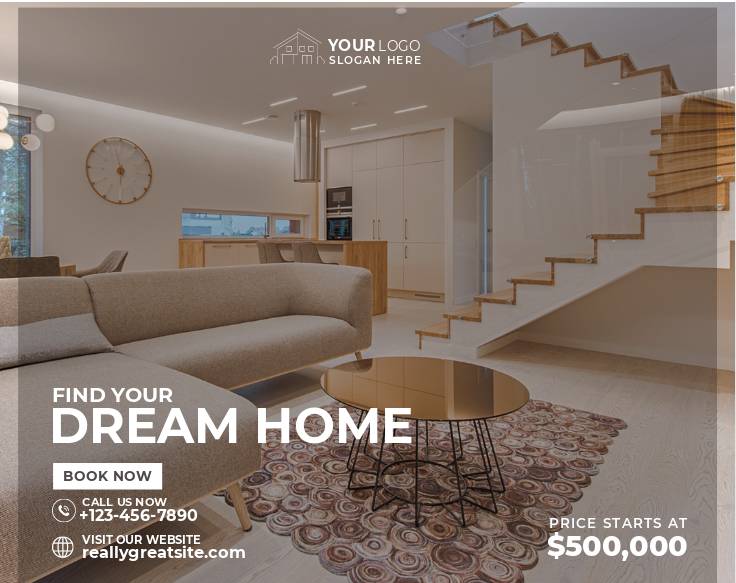 YOUR LOGO
SLOGAN HERE
FIND YOUR
DREAM HOME
BOOK NOW
CALL US NOW
+123-456-7890
VISIT OUR WEBSITE
reallygreatsite.com
PRICE STARTS AT
$500,000